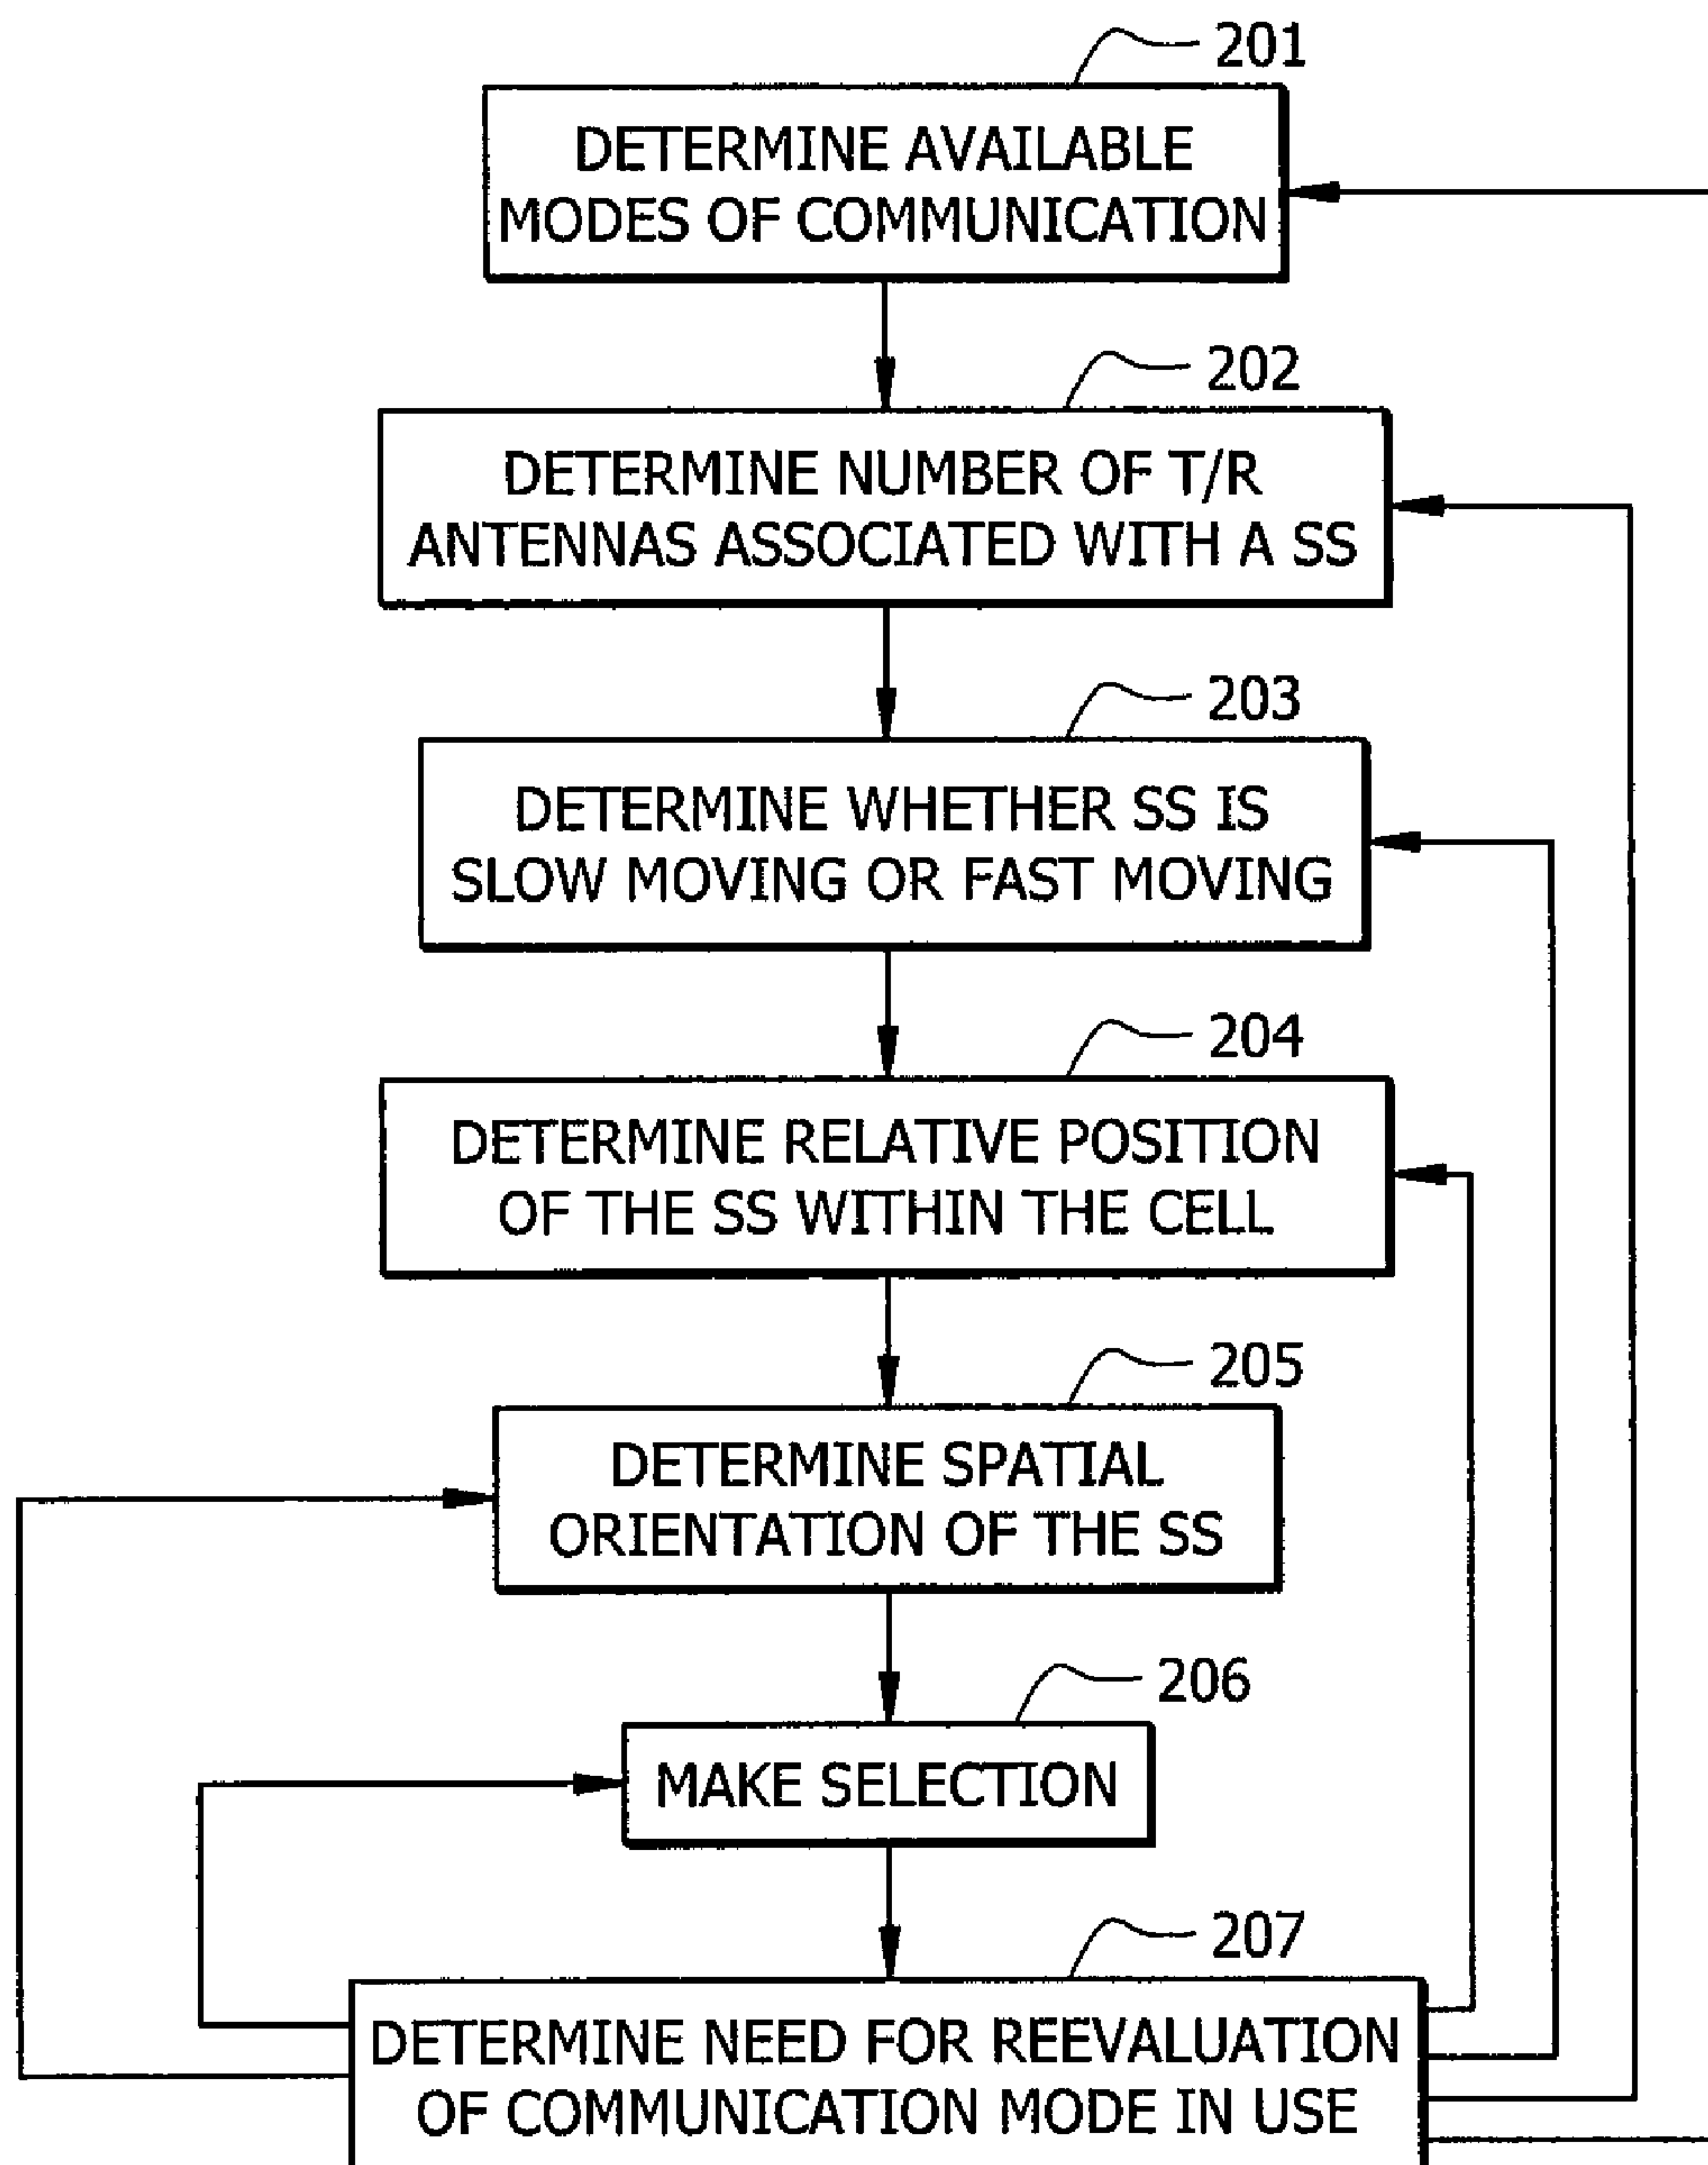 201
DETERMINE AVAILABLE
MODES OF COMMUNICATION
202
DETERMINE NUMBER OF T/R
ANTENNAS ASSOCIATED WITH A SS
203
DETERMINE WHETHER SS IS
SLOW MOVING OR FAST MOVING
204
DETERMINE RELATIVE POSITION
OF THE SS WITHIN THE CELL
205
DETERMINE SPATIAL
ORIENTATION OF THE SS
206
MAKE SELECTION
207
DETERMINE NEED FOR REEVALUATION
OF COMMUNICATION MODE IN USE